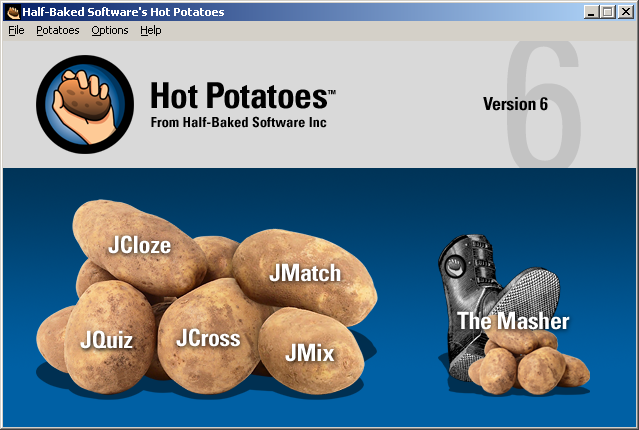 Half-Baked Software's Hot Potatoes
File Potatoes Options Help
Hot Potatoes™
From Half-Baked Software Inc
6
Version 6
JCloze
JMatch
JQuiz
JCross
JMix
The Masher